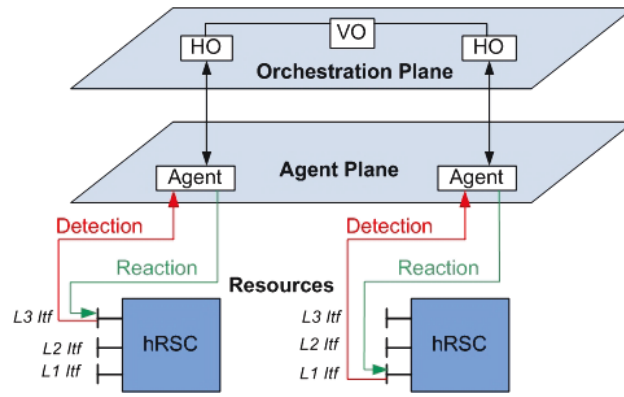 HO VO HO
Orchestration Plane
Agent Agent Plane Agent
Detection Detection
Reaction Reaction
Resources
L3 Itf L3 Itf
L2 Itf hRSC L2 Itf hRSC
L1 Itf L1 Itf